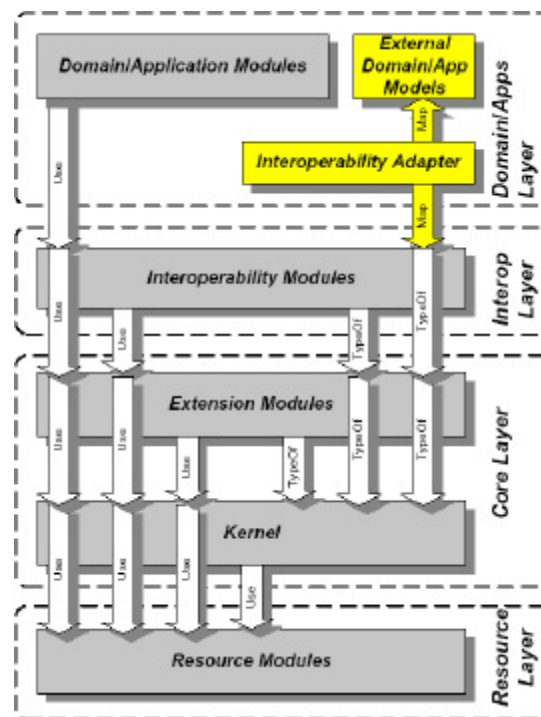 Domain/Application Modules
External
Domain/App
Models
Map
Interoperability Adapter
Map
Use
Domain/Apps
Layer
Interoperability Modules
Use
Use
TypeOf
TypeOf
Interop
Layer
Extension Modules
Use
Use
Use
TypeOf
TypeOf
TypeOf
Core Layer
Kernel
Use
Use
Use
Use
Resource Modules
Resource
Layer